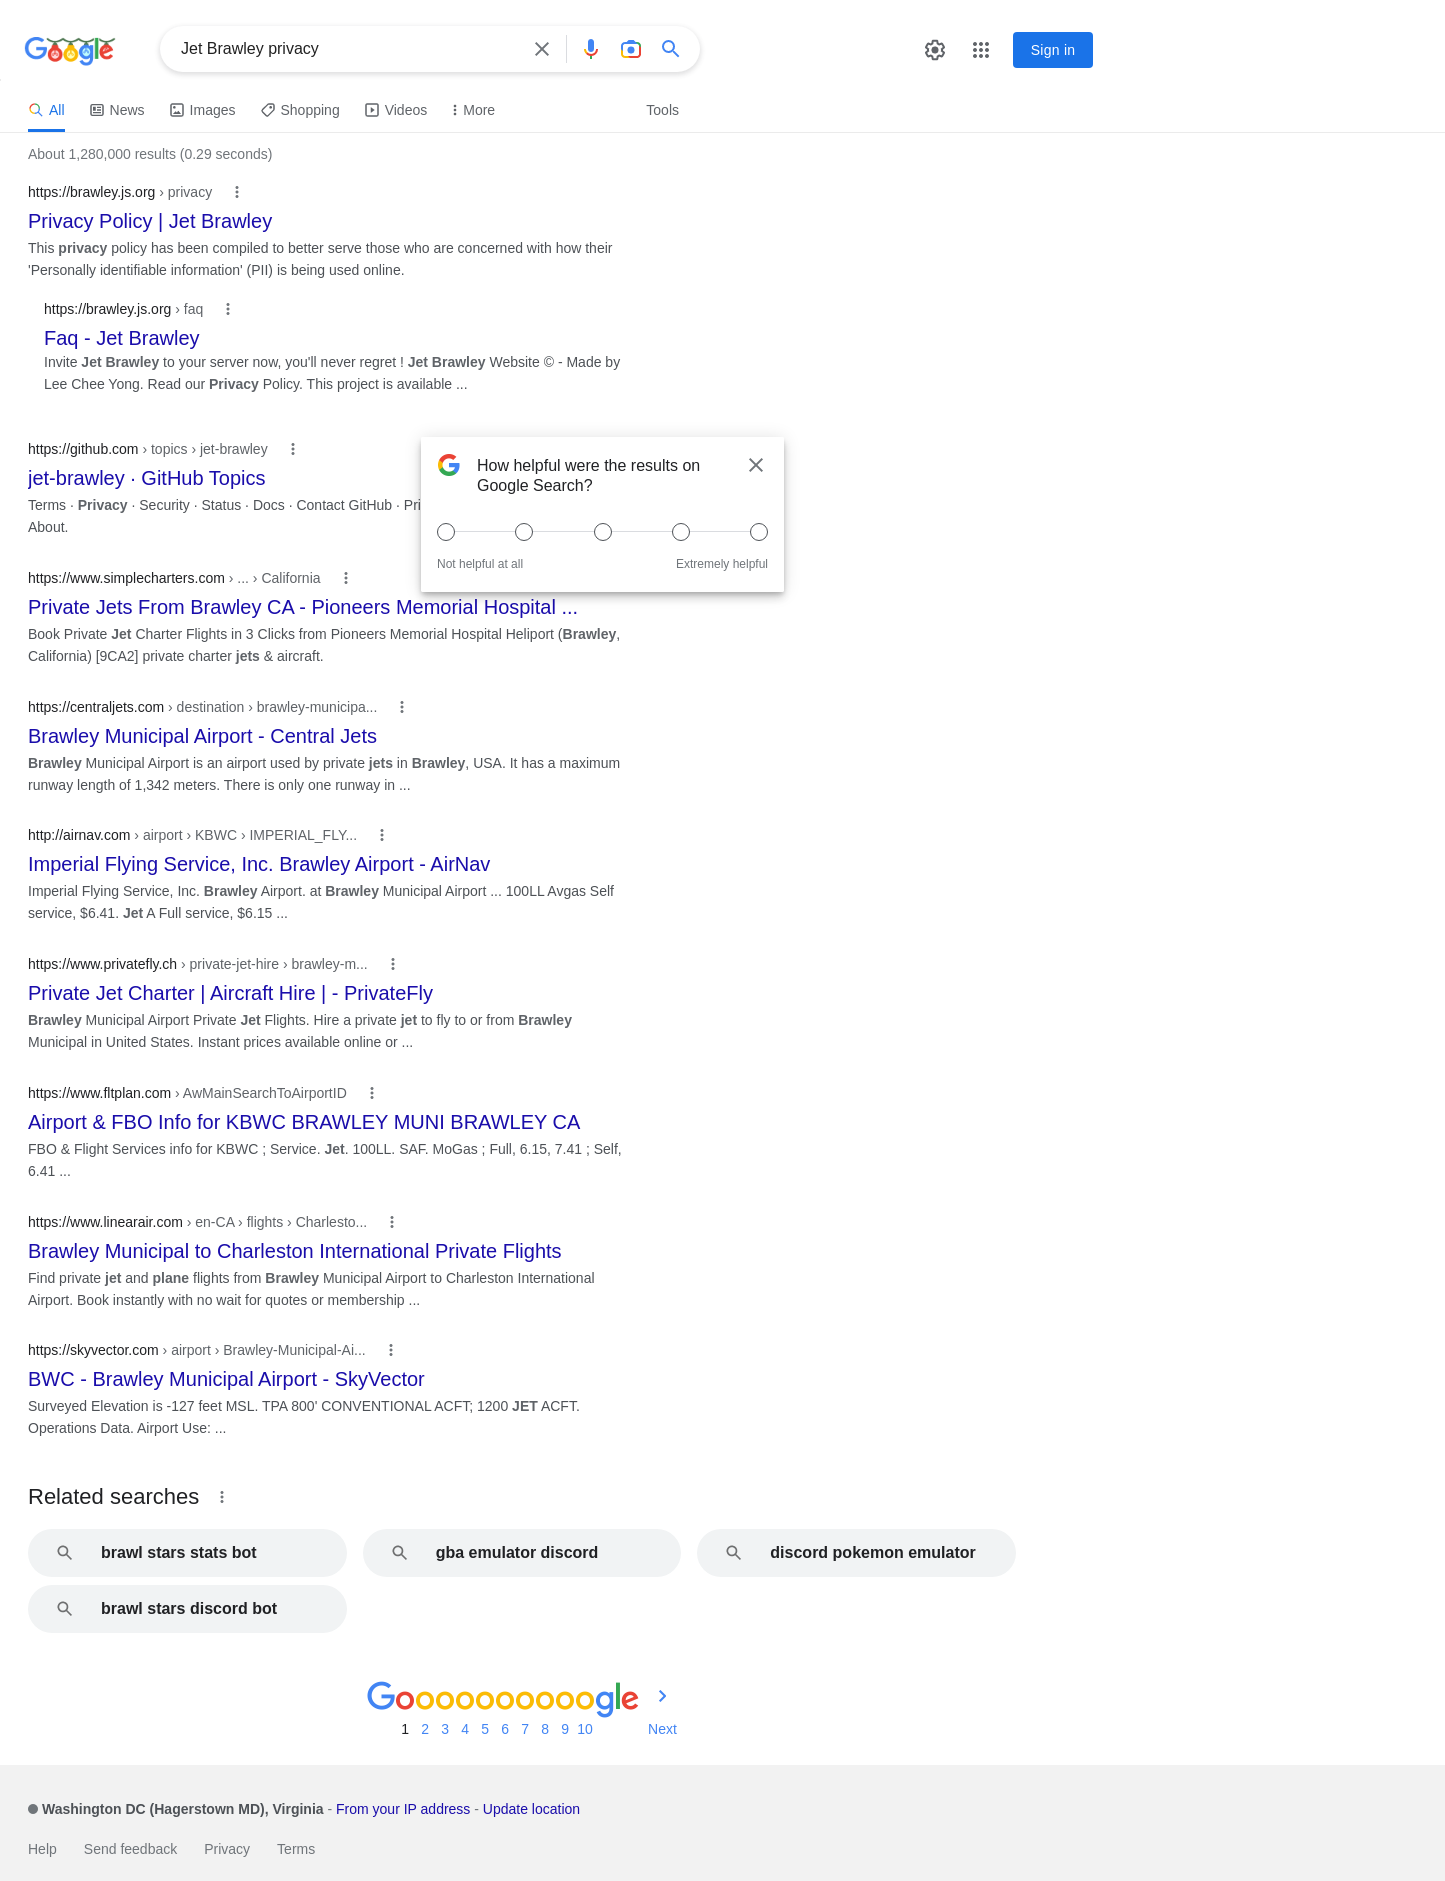 Google
Jet Brawley privacy
Sign in
All News Images Shopping Videos More Tools
About 1,280,000 results (0.29 seconds)
https://brawley.js.org › privacy
Privacy Policy | Jet Brawley
This privacy policy has been compiled to better serve those who are concerned with how their
'Personally identifiable information' (PII) is being used online.
https://brawley.js.org › faq
Faq - Jet Brawley
Invite Jet Brawley to your server now, you'll never regret ! Jet Brawley Website © - Made by
Lee Chee Yong. Read our Privacy Policy. This project is available ...
https://github.com › topics › jet-brawley
jet-brawley · GitHub Topics
Terms · Privacy · Security · Status · Docs · Contact GitHub ·
About.
How helpful were the results on
Google Search?
Not helpful at all Extremely helpful
https://www.simplecharters.com › ... › California
Private Jets From Brawley CA - Pioneers Memorial Hospital ...
Book Private Jet Charter Flights in 3 Clicks from Pioneers Memorial Hospital Heliport (Brawley,
California) [9CA2] private charter jets & aircraft.
https://centraljets.com › destination › brawley-municipa...
Brawley Municipal Airport - Central Jets
Brawley Municipal Airport is an airport used by private jets in Brawley, USA. It has a maximum
runway length of 1,342 meters. There is only one runway in ...
http://airnav.com › airport › KBWC › IMPERIAL_FLY...
Imperial Flying Service, Inc. Brawley Airport - AirNav
Imperial Flying Service, Inc. Brawley Airport. at Brawley Municipal Airport ... 100LL Avgas Self
service, $6.41. Jet A Full service, $6.15 ...
https://www.privatefly.ch › private-jet-hire › brawley-m...
Private Jet Charter | Aircraft Hire | - PrivateFly
Brawley Municipal Airport Private Jet Flights. Hire a private jet to fly to or from Brawley
Municipal in United States. Instant prices available online or ...
https://www.fltplan.com › AwMainSearchToAirportID
Airport & FBO Info for KBWC BRAWLEY MUNI BRAWLEY CA
FBO & Flight Services info for KBWC ; Service. Jet. 100LL. SAF. MoGas ; Full, 6.15, 7.41 ; Self,
6.41 ...
https://www.linearair.com › en-CA › flights › Charlesto...
Brawley Municipal to Charleston International Private Flights
Find private jet and plane flights from Brawley Municipal Airport to Charleston International
Airport. Book instantly with no wait for quotes or membership ...
https://skyvector.com › airport › Brawley-Municipal-Ai...
BWC - Brawley Municipal Airport - SkyVector
Surveyed Elevation is -127 feet MSL. TPA 800' CONVENTIONAL ACFT; 1200 JET ACFT.
Operations Data. Airport Use: ...
Related searches
brawl stars stats bot gba emulator discord discord pokemon emulator
brawl stars discord bot
Goooooooooogle
1 2 3 4 5 6 7 8 9 10 Next
Washington DC (Hagerstown MD), Virginia - From your IP address - Update location
Help Send feedback Privacy Terms